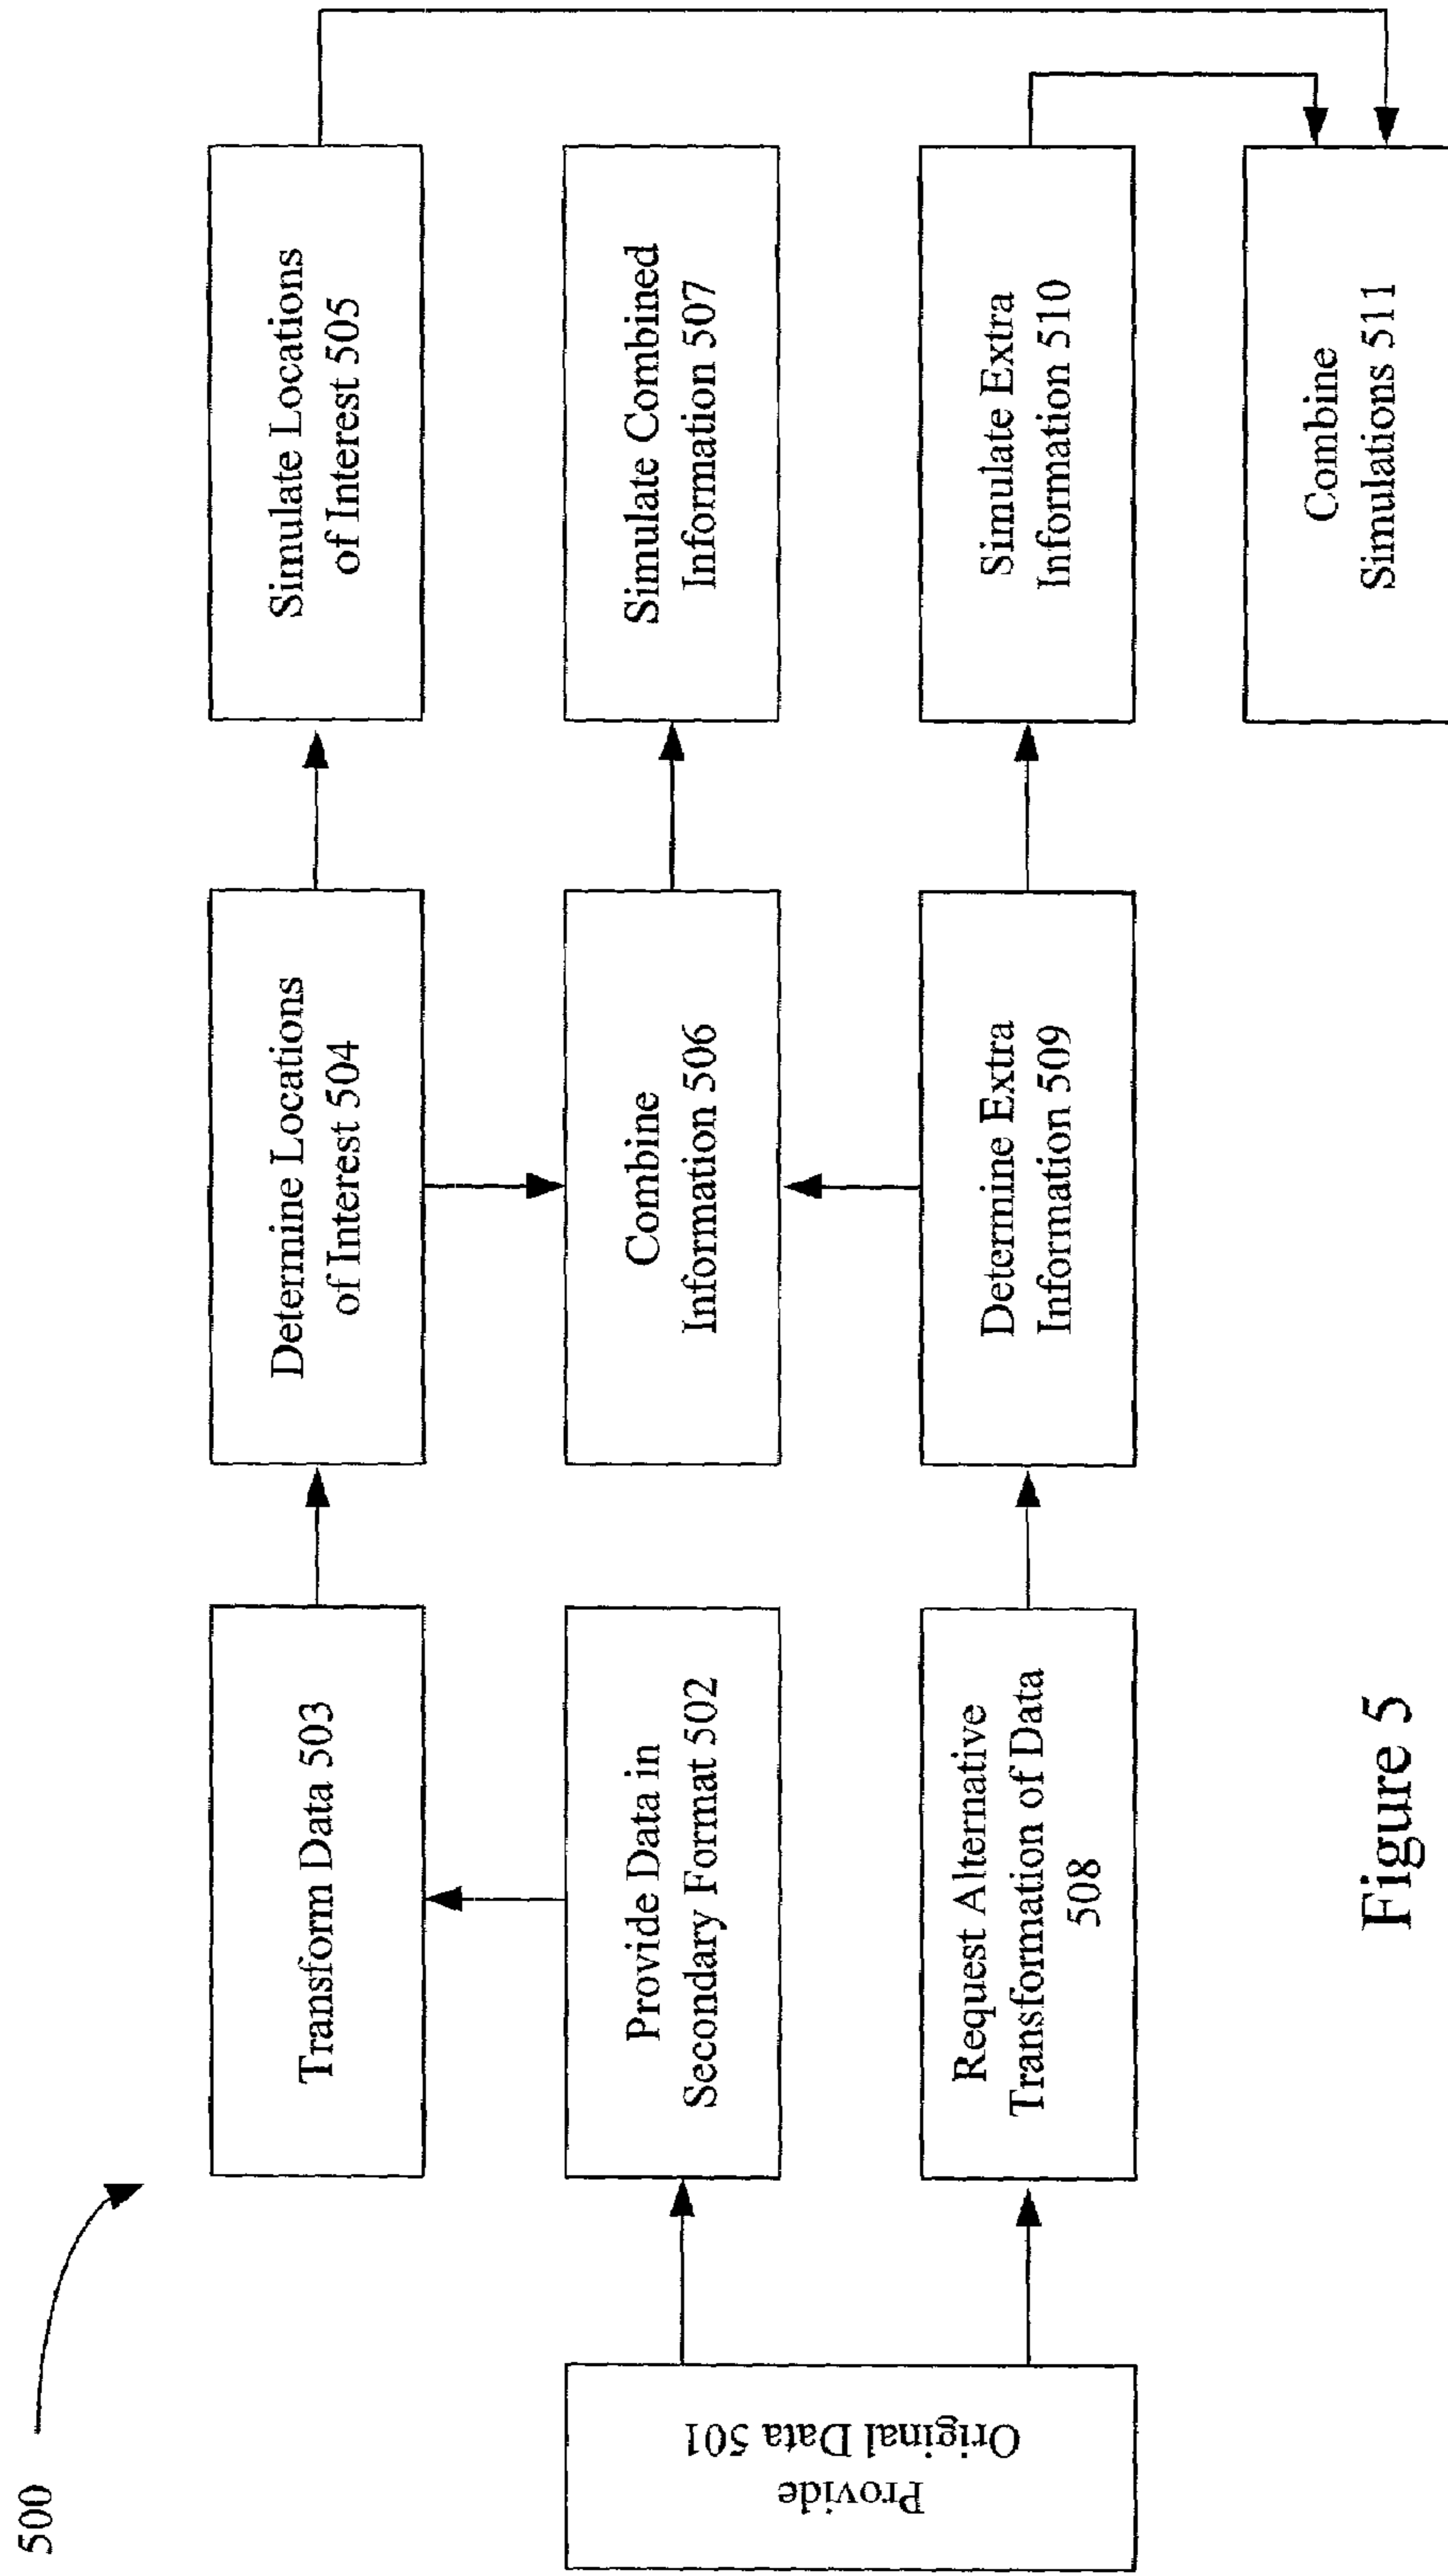 500
Provide
Original Data 501
Transform Data 503
Provide Data in
Secondary Format 502
Request Alternative
Transformation of Data
508
Determine Locations
of Interest 504
Combine
Information 506
Determine Extra
Information 509
Simulate Locations
of Interest 505
Simulate Combined
Information 507
Simulate Extra
Information 510
Combine
Simulations 511
Figure 5